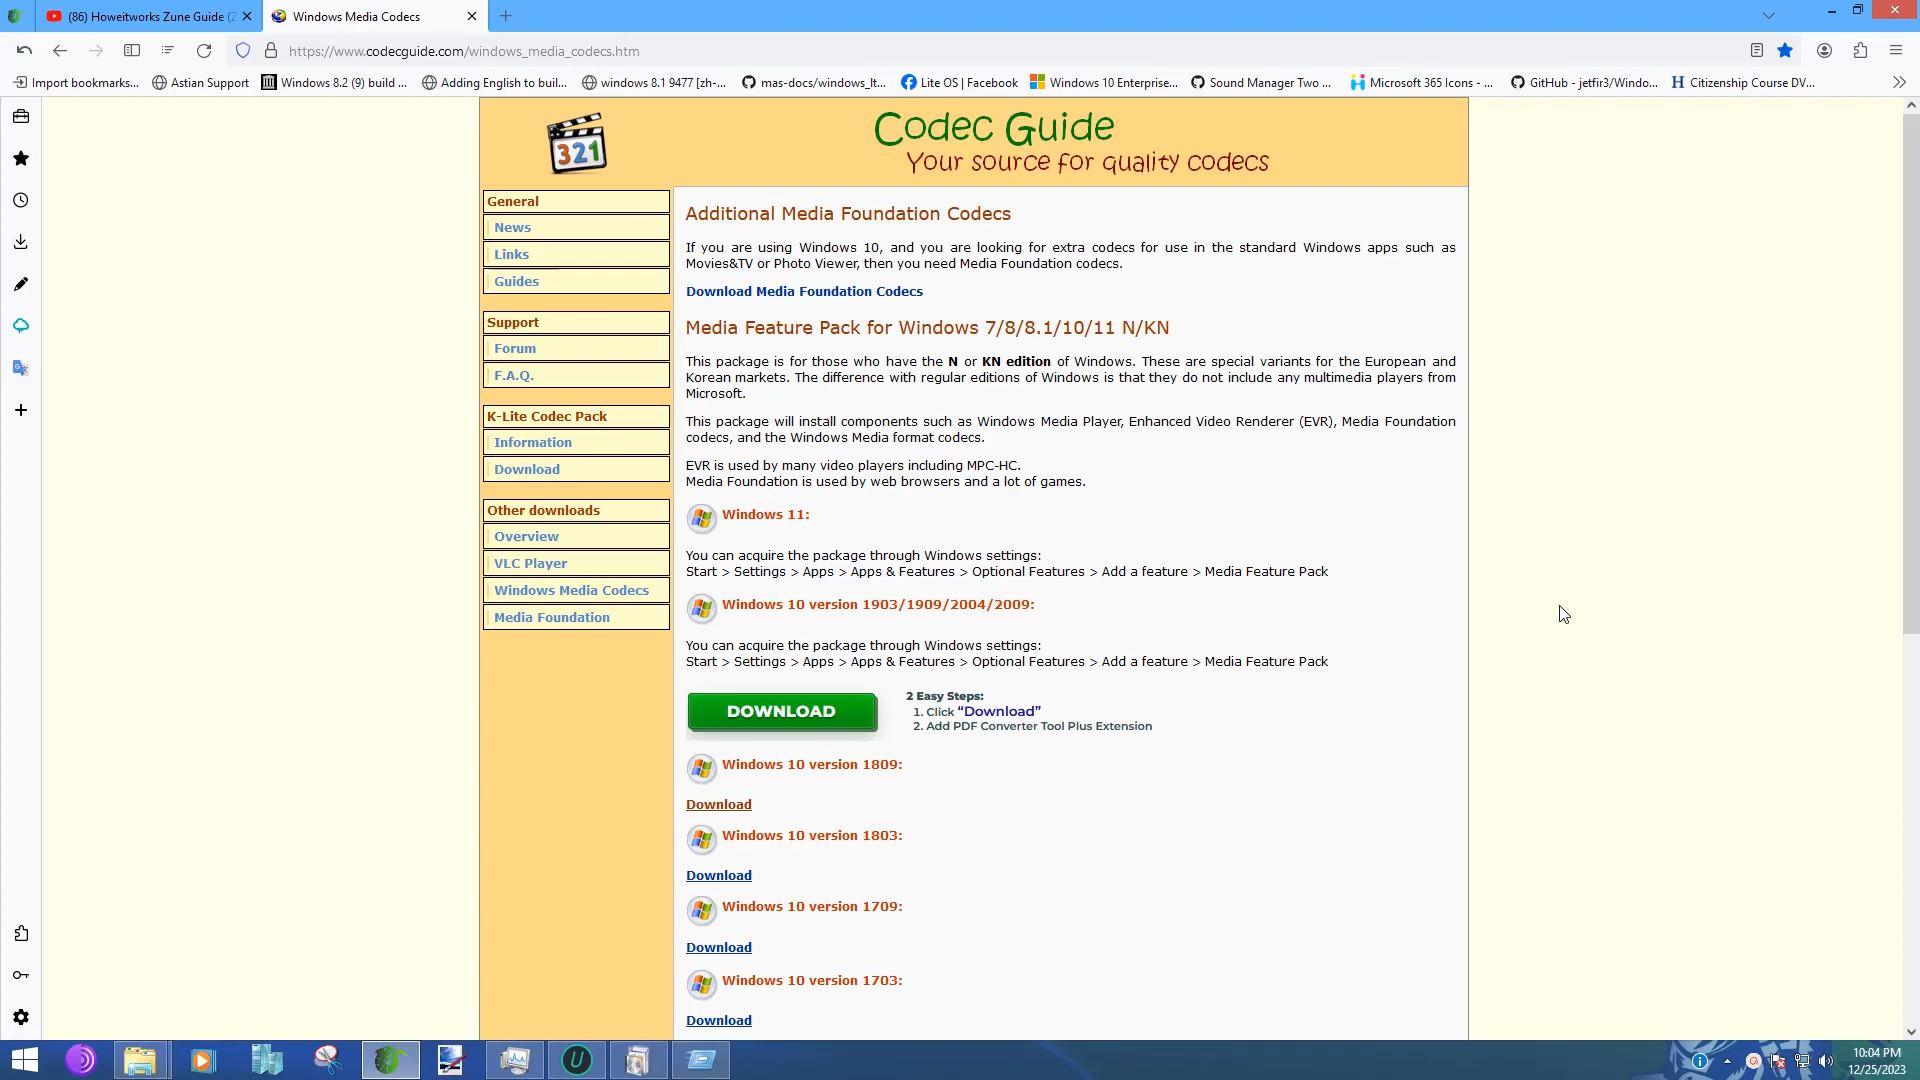 (86) Howeitworks Zune Guide (Z
Windows Media Codecs
https://www.codecguide.com/windows_media_codecs.htm
Import bookmarks...
Astian Support
Windows 8.2 (9) build ...
Adding English to buil...
windows 8.1 9477 [zh-...
mas-docs/windows_lt...
Lite OS | Facebook
Windows 10 Enterprise...
Sound Manager Two ...
Microsoft 365 Icons - ...
GitHub - jetfir3/Windo...
Citizenship Course DV...
321
Codec Guide
Your source for quality codecs
General
News
Links
Guides
Support
Forum
F.A.Q.
K-Lite Codec Pack
Information
Download
Other downloads
Overview
VLC Player
Windows Media Codecs
Media Foundation
Additional Media Foundation Codecs
If you are using Windows 10, and you are looking for extra codecs for use in the standard Windows apps such as
Movies&TV or Photo Viewer, then you need Media Foundation codecs.
Download Media Foundation Codecs
Media Feature Pack for Windows 7/8/8.1/10/11 N/KN
This package is for those who have the N or KN edition of Windows. These are special variants for the European and
Korean markets. The difference with regular editions of Windows is that they do not include any multimedia players from
Microsoft.
This package will install components such as Windows Media Player, Enhanced Video Renderer (EVR), Media Foundation
codecs, and the Windows Media format codecs.
EVR is used by many video players including MPC-HC.
Media Foundation is used by web browsers and a lot of games.
Windows 11:
You can acquire the package through Windows settings:
Start > Settings > Apps > Apps & Features > Optional Features > Add a feature > Media Feature Pack
Windows 10 version 1903/1909/2004/2009:
You can acquire the package through Windows settings:
Start > Settings > Apps > Apps & Features > Optional Features > Add a feature > Media Feature Pack
DOWNLOAD
2 Easy Steps:
1. Click “Download”
2. Add PDF Converter Tool Plus Extension
Windows 10 version 1809:
Download
Windows 10 version 1803:
Download
Windows 10 version 1709:
Download
Windows 10 version 1703:
Download
10:04 PM
12/25/2023